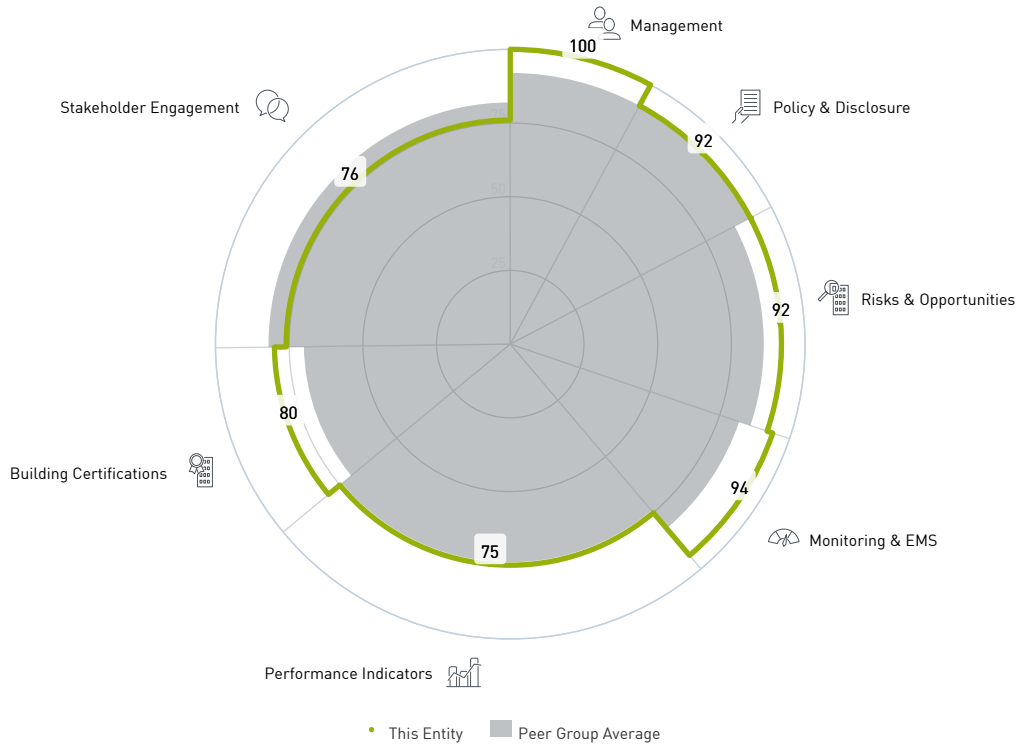 Management
100
Policy & Disclosure
Stakeholder Engagement
75
92
76
50
25
Risks & Opportunities
92
80
Building Certifications
94
Monitoring & EMS
75
Performance Indicators
This Entity
Peer Group Average